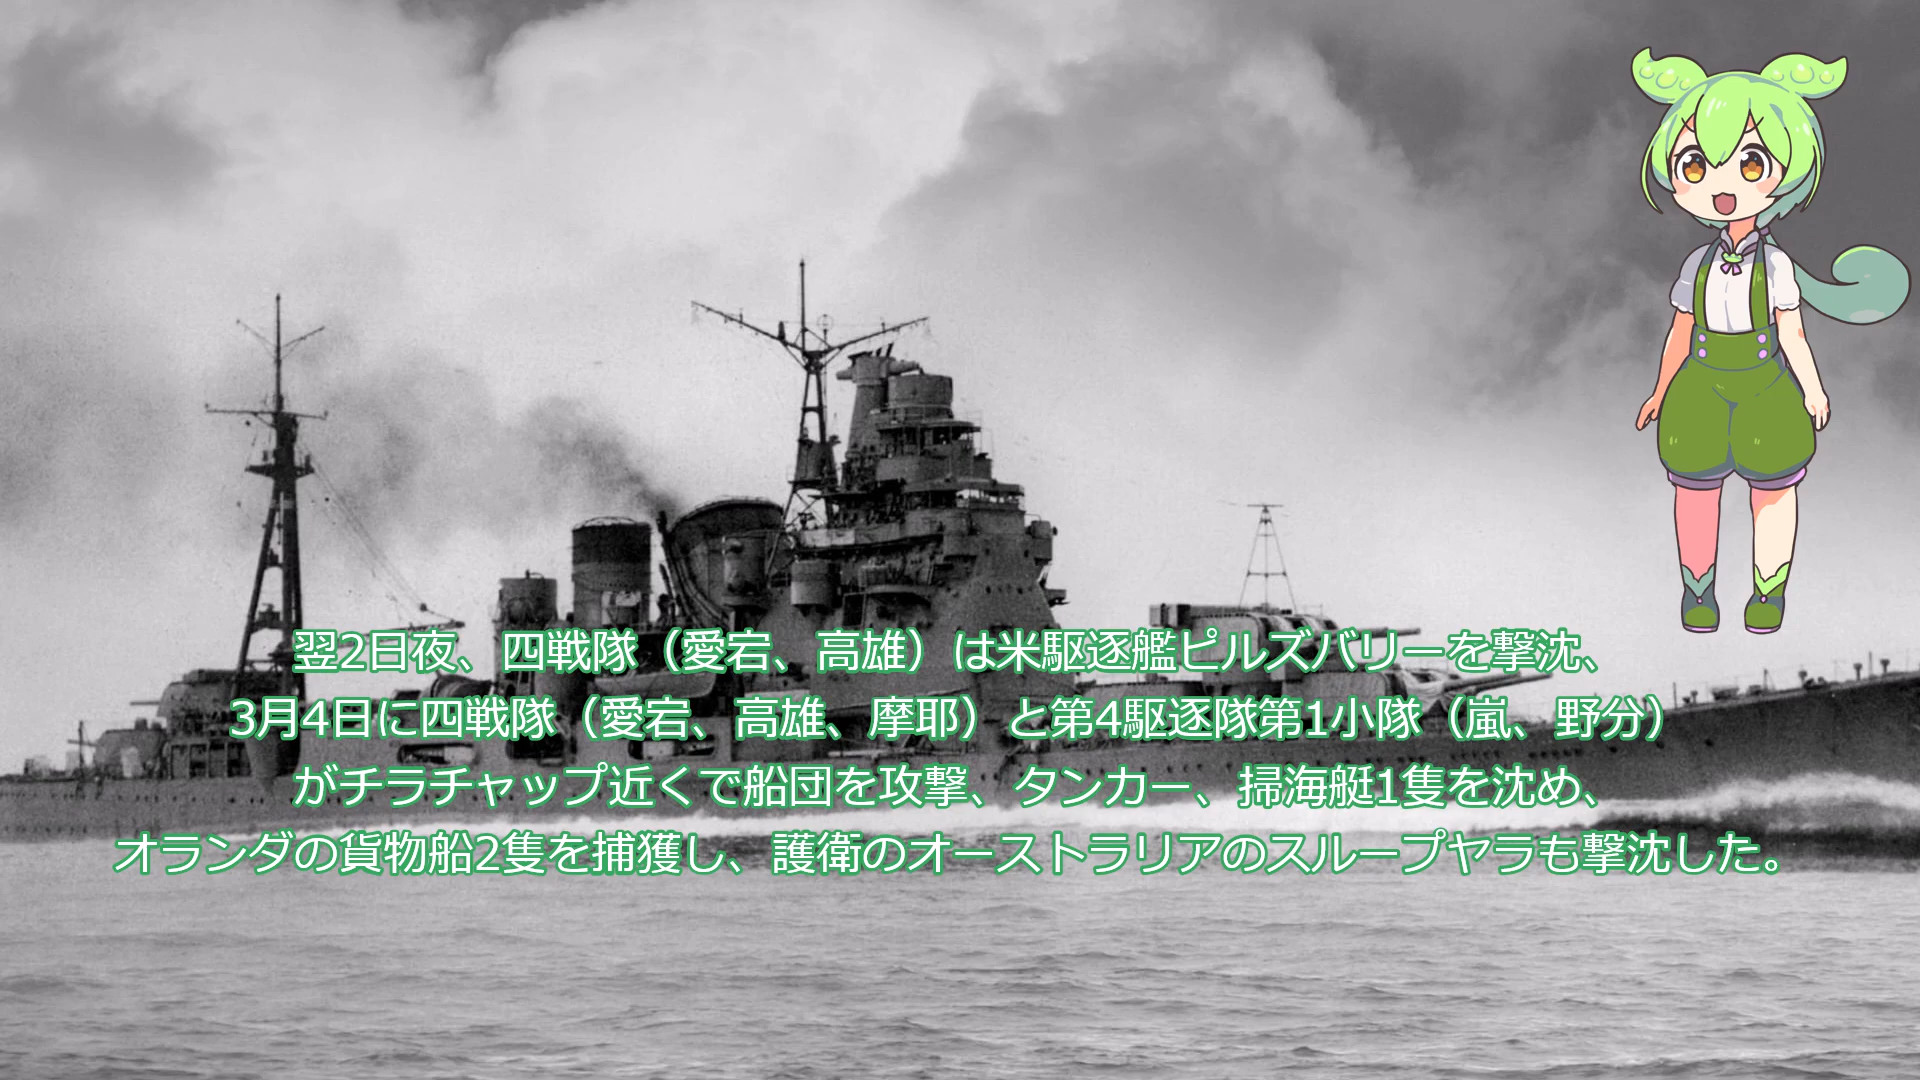 翌2日夜、四戦隊（愛宕、高雄）は米駆逐艦ピルズバリーを撃沈、
3月4日に四戦隊（愛宕、高雄、摩耶）と第4駆逐隊第1小隊（嵐、野分）
がチラチャップ近くで船団を攻撃、タンカー、掃海艇1隻を沈め、
オランダの貨物船2隻を捕獲し、護衛のオーストラリアのスループヤラも撃沈した。